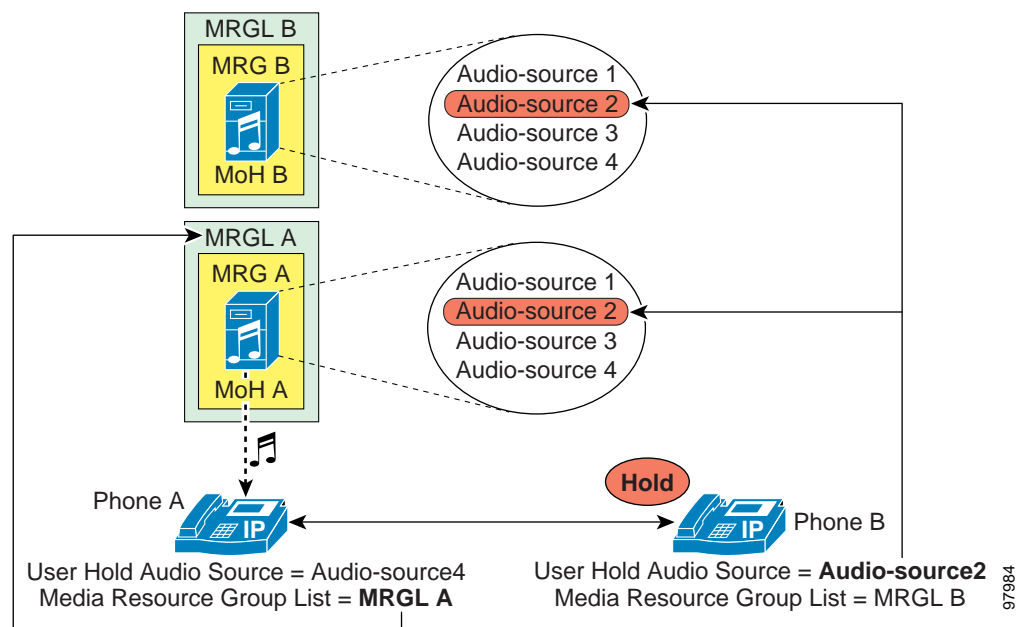 MRGL B
MRG B
MoH B
Audio-source 1
Audio-source 2
Audio-source 3
Audio-source 4
MRGL A
MRG A
MoH A
Audio-source 1
Audio-source 2
Audio-source 3
Audio-source 4
Hold
Phone A
IP
IP
Phone B
User Hold Audio Source = Audio-source4
Media Resource Group List = MRGL A
User Hold Audio Source = Audio-source2
Media Resource Group List = MRGL B
97984